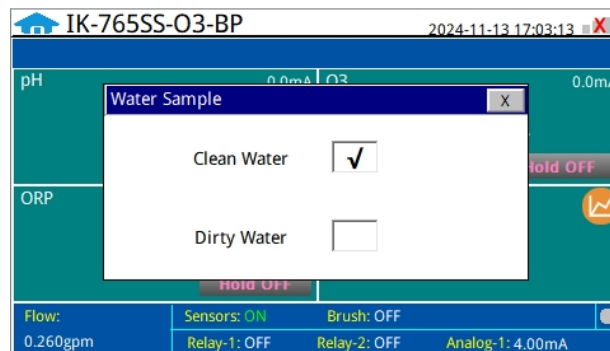 IK-765SS-O3-BP
2024-11-13 17:03:13
pH 0.0mA
O3 0.0m
Water Sample X
Clean Water √
Hold OFF
ORP
Dirty Water
Hold OFF
Flow: Sensors: ON Brush: OFF
0.260gpm Relay-1: OFF Relay-2: OFF Analog-1: 4.00mA